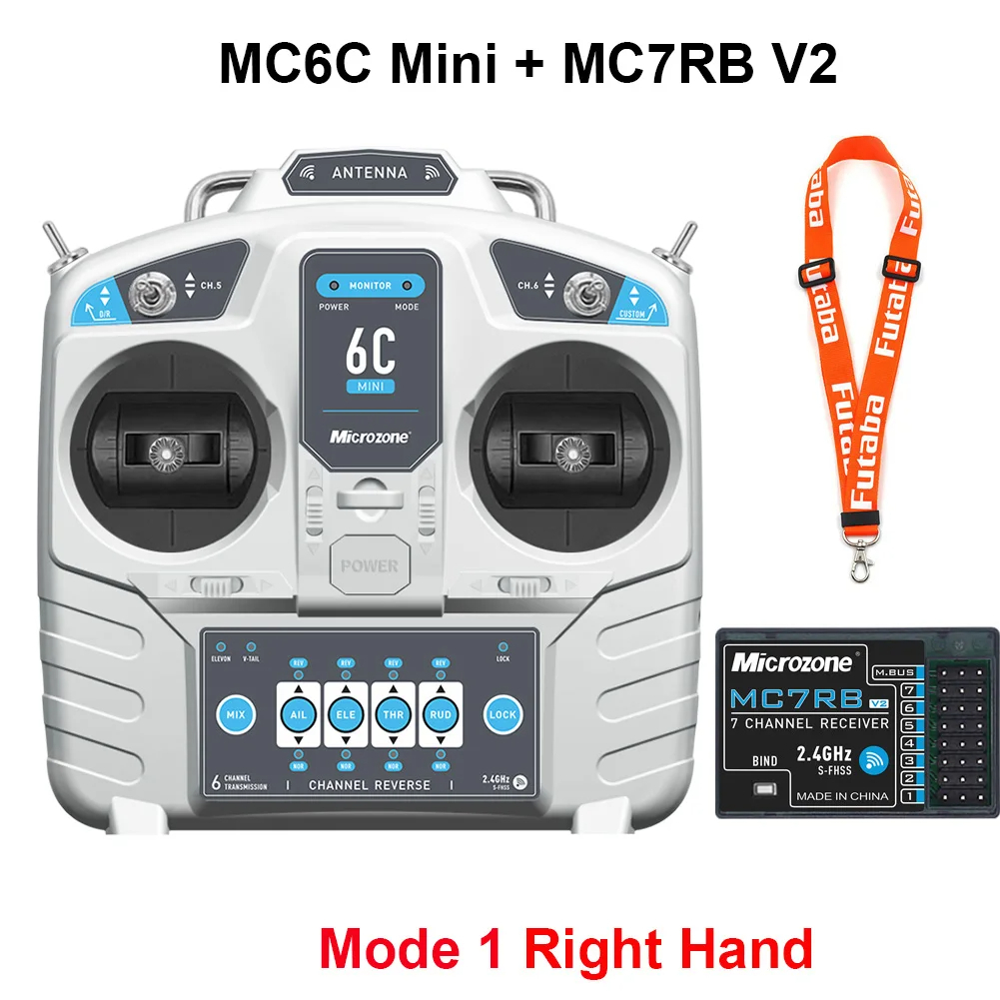 MC6C Mini + MC7RB V2
ANTENNA
D/R
CH.5
MONITOR
POWER MODE
6C
MINI
Microzone®
CH.6
CUSTOM
POWER
ELEVON V-TAIL
LOCK
REV REV REV REV
MIX
AIL ELE THR RUD
LOCK
NOR NOR NOR NOR
6 CHANNEL TRANSMISSION
CHANNEL REVERSE
2.4GHz
S-FHSS
Futaba
Futaba
Futaba
Futaba
Microzone®
M.BUS
MC7RB V2
7 CHANNEL RECEIVER
7
6
5
4
3
2
1
BIND
2.4GHz
S-FHSS
MADE IN CHINA
Mode 1 Right Hand